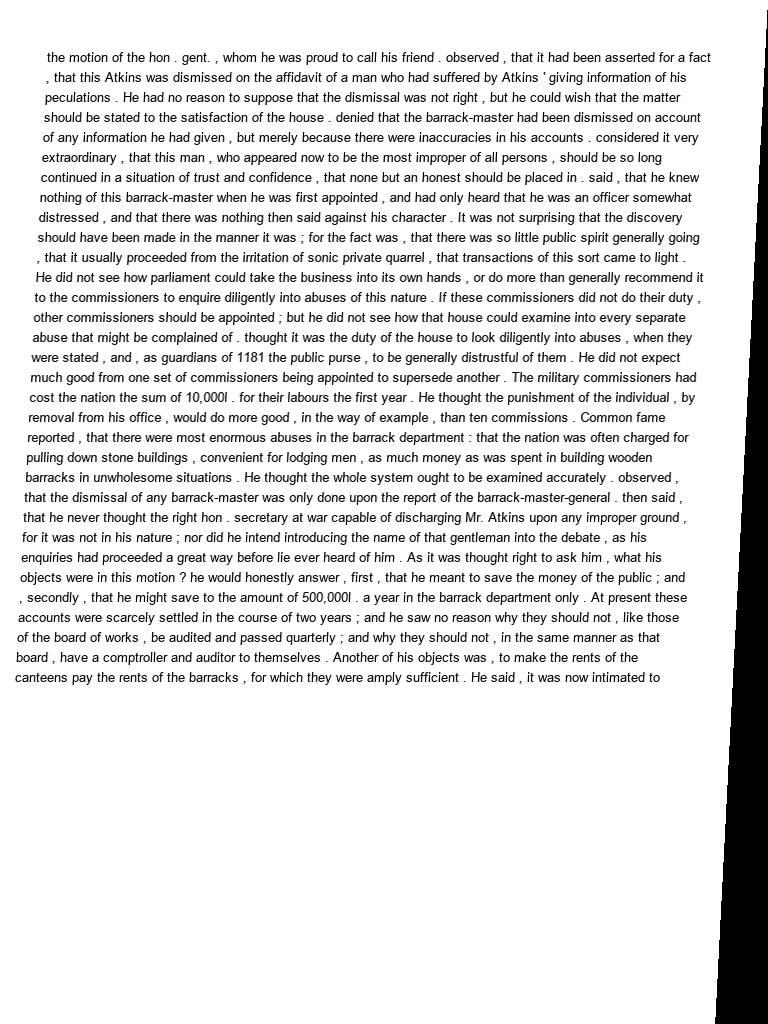 the motion of the hon . gent. , whom he was proud to call his friend . observed , that it had been asserted for a fact
, that this Atkins was dismissed on the affidavit of a man who had suffered by Atkins ' giving information of his
peculations . He had no reason to suppose that the dismissal was not right , but he could wish that the matter
should be stated to the satisfaction of the house . denied that the barrack-master had been dismissed on account
of any information he had given , but merely because there were inaccuracies in his accounts . considered it very
extraordinary , that this man , who appeared now to be the most improper of all persons , should be so long
continued in a situation of trust and confidence , that none but an honest should be placed in . said , that he knew
nothing of this barrack-master when he was first appointed , and had only heard that he was an officer somewhat
distressed , and that there was nothing then said against his character . It was not surprising that the discovery
should have been made in the manner it was ; for the fact was , that there was so little public spirit generally going
, that it usually proceeded from the irritation of sonic private quarrel , that transactions of this sort came to light .
He did not see how parliament could take the business into its own hands , or do more than generally recommend it
to the commissioners to enquire diligently into abuses of this nature . If these commissioners did not do their duty ,
other commissioners should be appointed ; but he did not see how that house could examine into every separate
abuse that might be complained of . thought it was the duty of the house to look diligently into abuses , when they
were stated , and , as guardians of 1181 the public purse , to be generally distrustful of them . He did not expect
much good from one set of commissioners being appointed to supersede another . The military commissioners had
cost the nation the sum of 10,000l . for their labours the first year . He thought the punishment of the individual , by
removal from his office , would do more good , in the way of example , than ten commissions . Common fame
reported , that there were most enormous abuses in the barrack department : that the nation was often charged for
pulling down stone buildings , convenient for lodging men , as much money as was spent in building wooden
barracks in unwholesome situations . He thought the whole system ought to be examined accurately . observed ,
that the dismissal of any barrack-master was only done upon the report of the barrack-master-general . then said ,
that he never thought the right hon . secretary at war capable of discharging Mr. Atkins upon any improper ground ,
for it was not in his nature ; nor did he intend introducing the name of that gentleman into the debate , as his
enquiries had proceeded a great way before lie ever heard of him . As it was thought right to ask him , what his
objects were in this motion ? he would honestly answer , first , that he meant to save the money of the public ; and
, secondly , that he might save to the amount of 500,000l . a year in the barrack department only . At present these
accounts were scarcely settled in the course of two years ; and he saw no reason why they should not , like those
of the board of works , be audited and passed quarterly ; and why they should not , in the same manner as that
board , have a comptroller and auditor to themselves . Another of his objects was , to make the rents of the
canteens pay the rents of the barracks , for which they were amply sufficient . He said , it was now intimated to